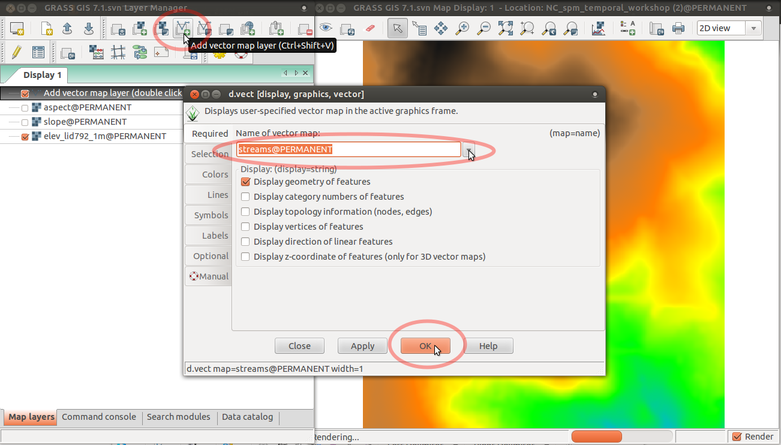 GRASS GIS 7.1.svn Layer Manager
GRASS GIS 7.1.svn Map Display: 1 - Location: NC_spm_temporal_workshop (2)@PERMANENT
2D view
Add vector map layer (Ctrl+Shift+V)
Display 1
Add vector map layer (double click
aspect@PERMANENT
slope@PERMANENT
elev_lid792_1m@PERMANENT
d.vect [display, graphics, vector]
Displays user-specified vector map in the active graphics frame.
Required
Selection
Colors
Lines
Symbols
Labels
Optional
Manual
Name of vector map:
(map=name)
streams@PERMANENT
Display: (display=string)
Display geometry of features
Display category numbers of features
Display topology information (nodes, edges)
Display vertices of features
Display direction of linear features
Display z-coordinate of features (only for 3D vector maps)
Close
Apply
OK
Help
d.vect map=streams@PERMANENT width=1
Map layers
Command console
Search modules
Data catalog
endering...
Render